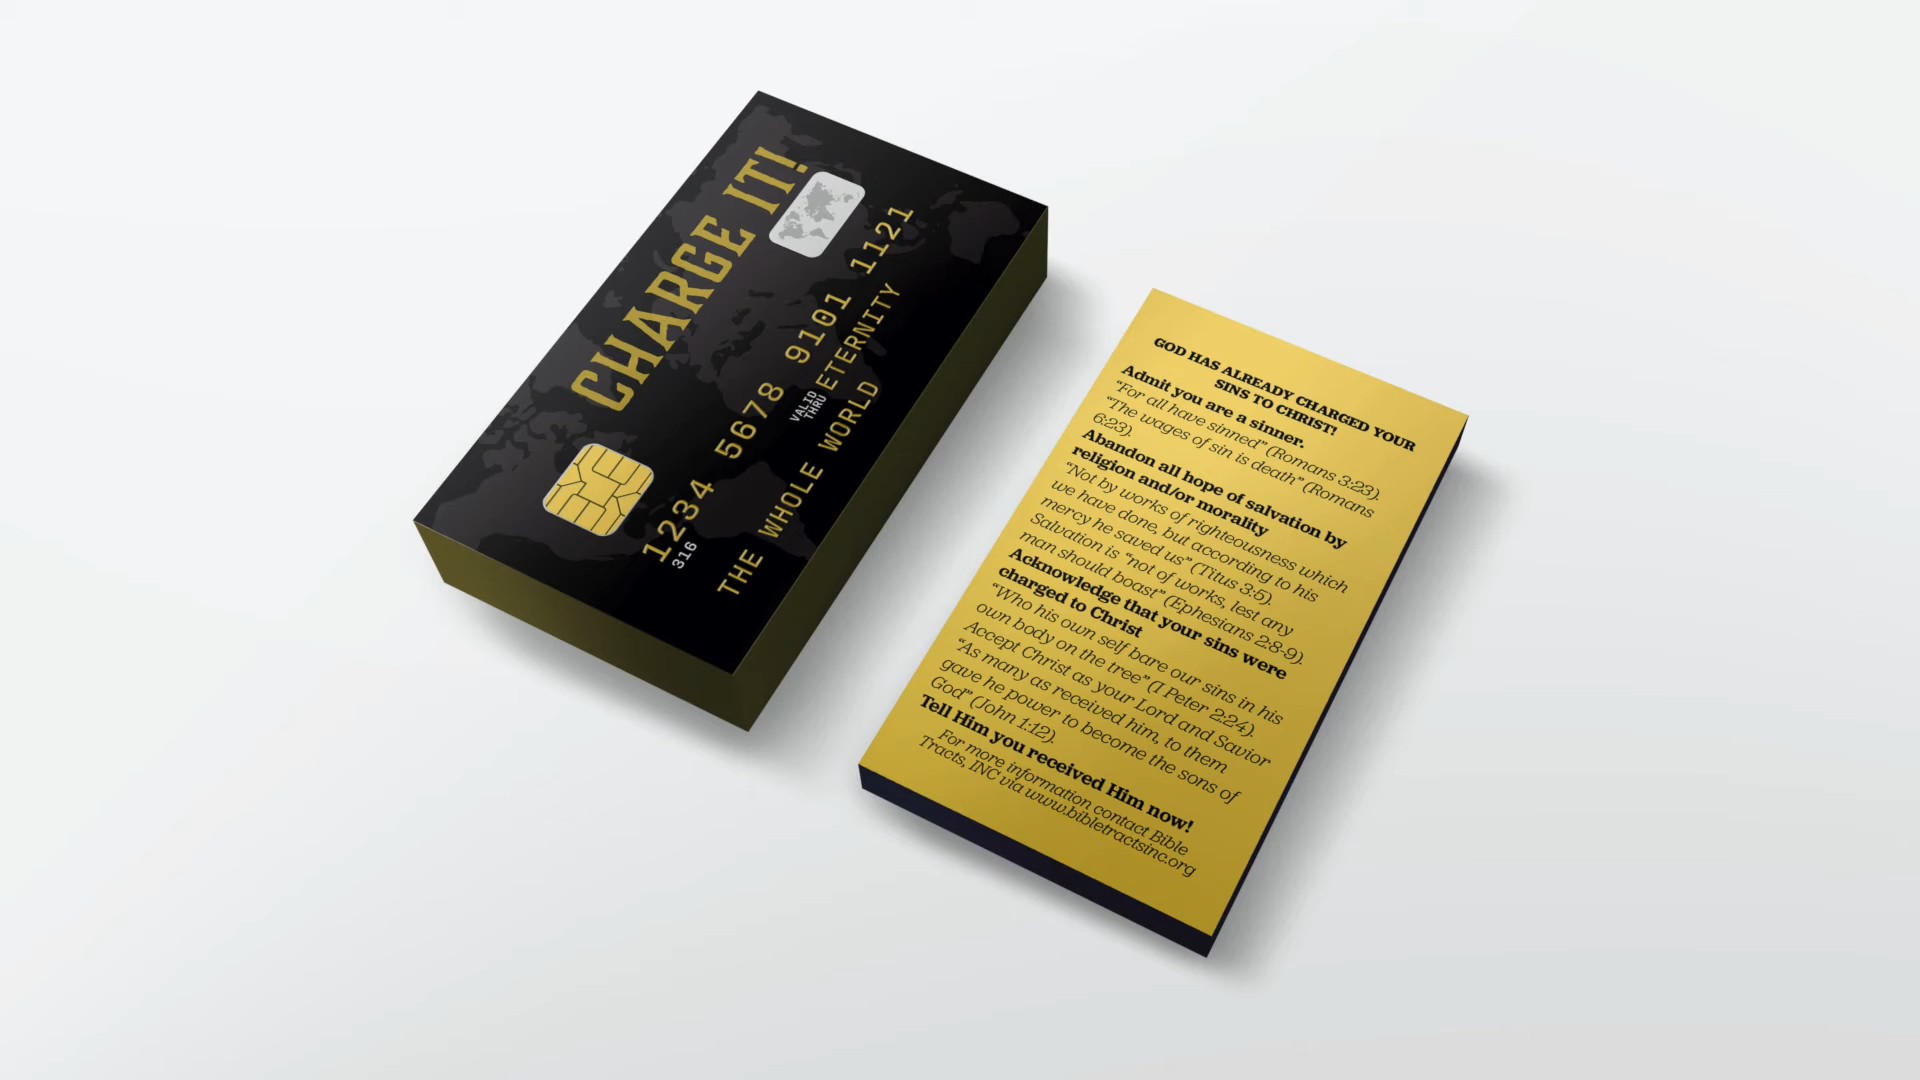 CHARGE IT!
1234 5678 9101 1121
316
VALID
THRU
ETERNITY
THE WHOLE WORLD
GOD HAS ALREADY CHARGED YOUR
SINS TO CHRIST!
Admit you are a sinner.
“For all have sinned” (Romans 3:23).
“The wages of sin is death” (Romans
6:23).
Abandon all hope of salvation by
religion and/or morality
“Not by works of righteousness which
we have done, but according to his
mercy he saved us” (Titus 3:5).
Salvation is “not of works, lest any
man should boast” (Ephesians 2:8-9).
Acknowledge that your sins were
charged to Christ
“Who his own self bare our sins in his
own body on the tree” (I Peter 2:24).
Accept Christ as your Lord and Savior
“As many as received him, to them
gave he power to become the sons of
God” (John 1:12).
Tell Him you received Him now!
For more information contact Bible
Tracts, INC via www.bibletractsinc.org